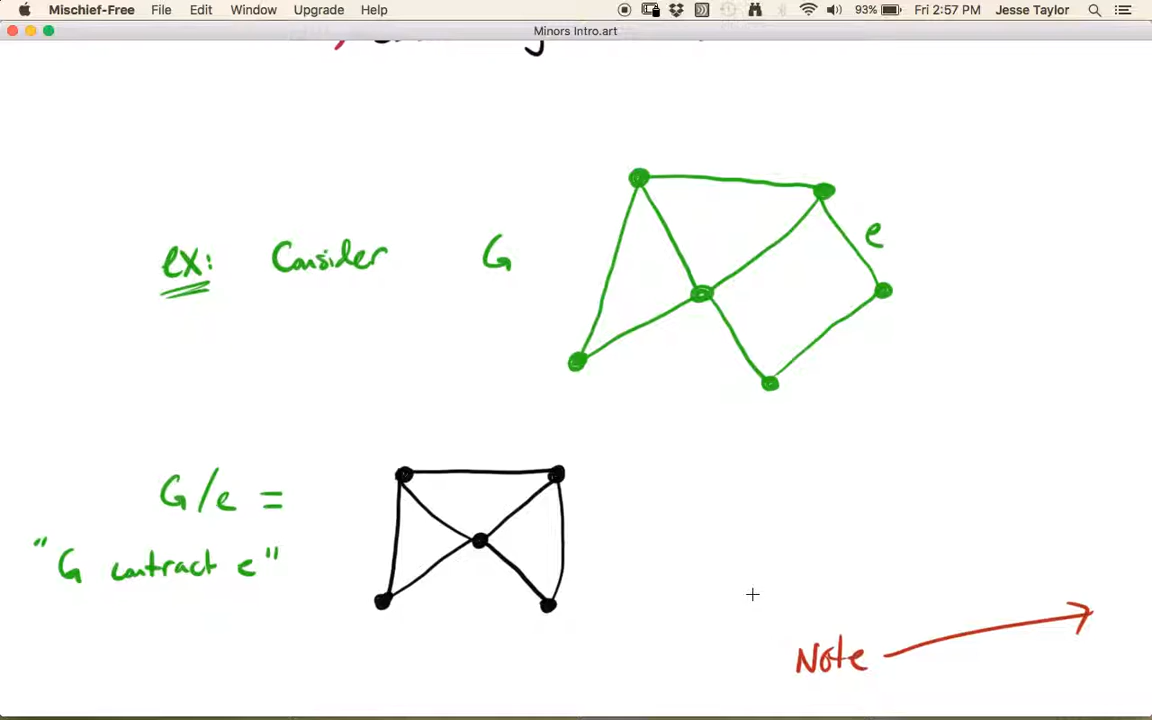 Mischief-Free File Edit Window Upgrade Help 93% Fri 2:57 PM Jesse Taylor
Minors Intro.art
ex: Consider G
e
G/e =
"G contract e"
Note